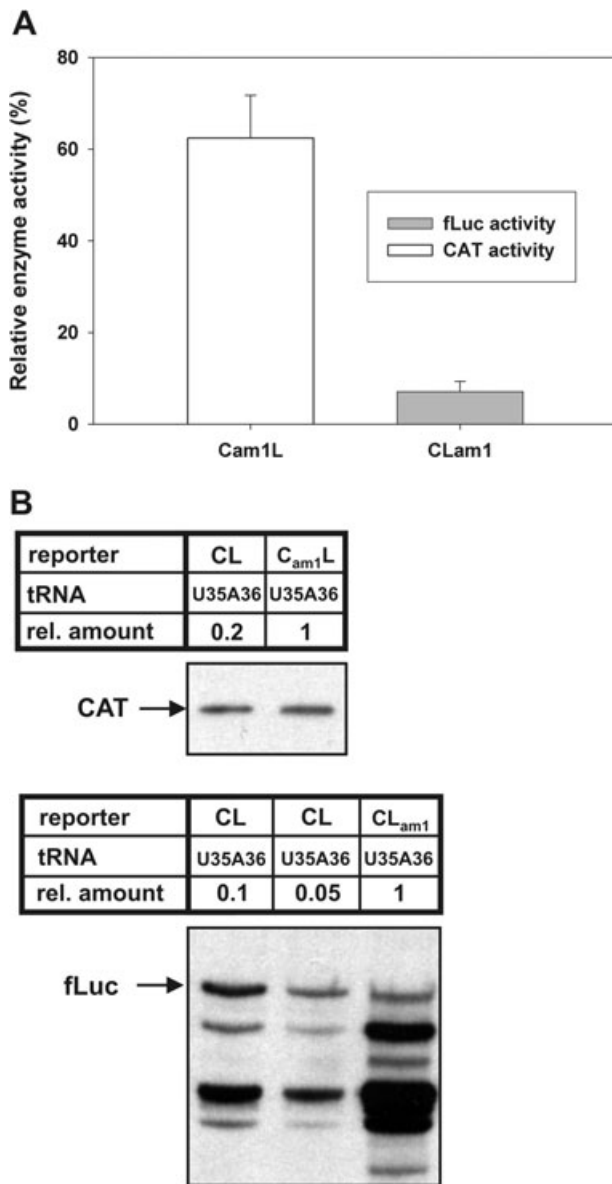 A
Relative enzyme activity (%)
80
60
40
20
0
fLuc activity
CAT activity
Cam1L
CLam1
B
reporter CL Cam1L
tRNA U35A36 U35A36
rel. amount 0.2 1
CAT
reporter CL CL CLam1
tRNA U35A36 U35A36 U35A36
rel. amount 0.1 0.05 1
fLuc